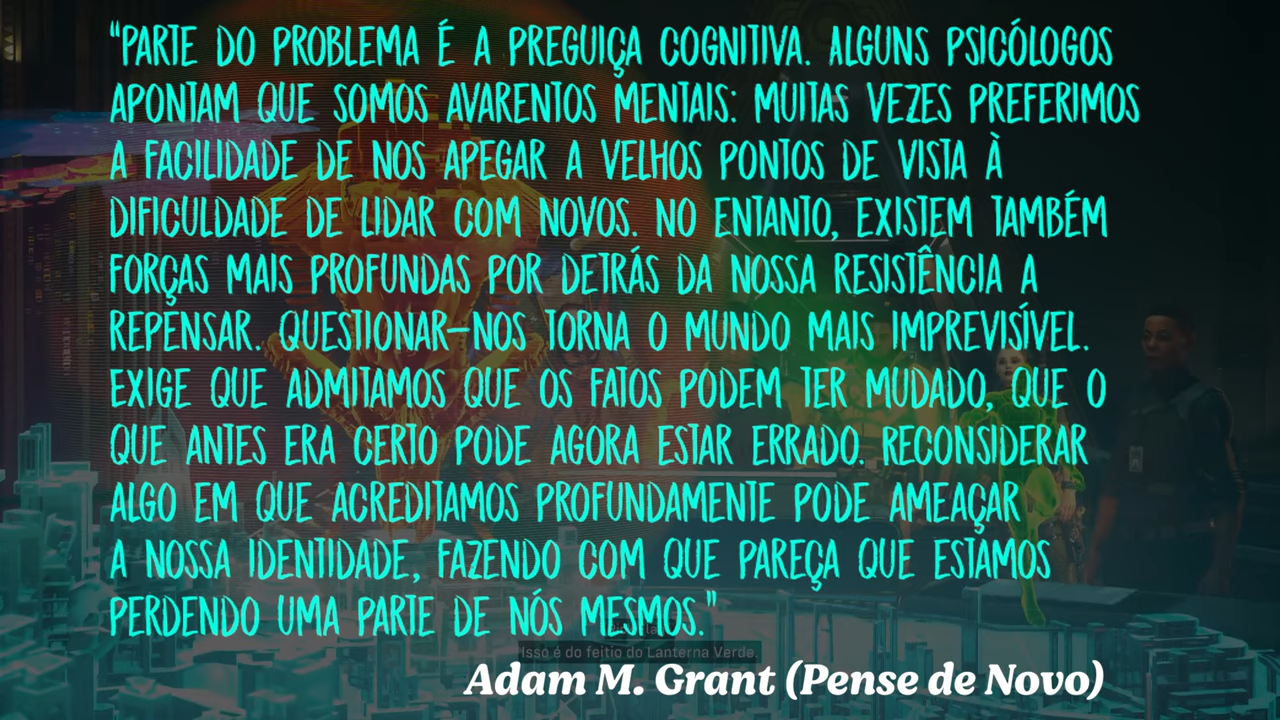 "PARTE DO PROBLEMA É A PREGUIÇA COGNITIVA. ALGUNS PSICÓLOGOS
APONTAM QUE SOMOS AVARENTOS MENTAIS: MUITAS VEZES PREFERIMOS
A FACILIDADE DE NOS APEGAR A VELHOS PONTOS DE VISTA À
DIFICULDADE DE LIDAR COM NOVOS. NO ENTANTO, EXISTEM TAMBÉM
FORÇAS MAIS PROFUNDAS POR DETRÁS DA NOSSA RESISTÊNCIA A
REPENSAR. QUESTIONAR-NOS TORNA O MUNDO MAIS IMPREVISÍVEL.
EXIGE QUE ADMITAMOS QUE OS FATOS PODEM TER MUDADO, QUE O
QUE ANTES ERA CERTO PODE AGORA ESTAR ERRADO. RECONSIDERAR
ALGO EM QUE ACREDITAMOS PROFUNDAMENTE PODE AMEAÇAR
A NOSSA IDENTIDADE, FAZENDO COM QUE PAREÇA QUE ESTAMOS
PERDENDO UMA PARTE DE NÓS MESMOS."
Isso é do feitio do Lanterna Verde.
Adam M. Grant (Pense de Novo)